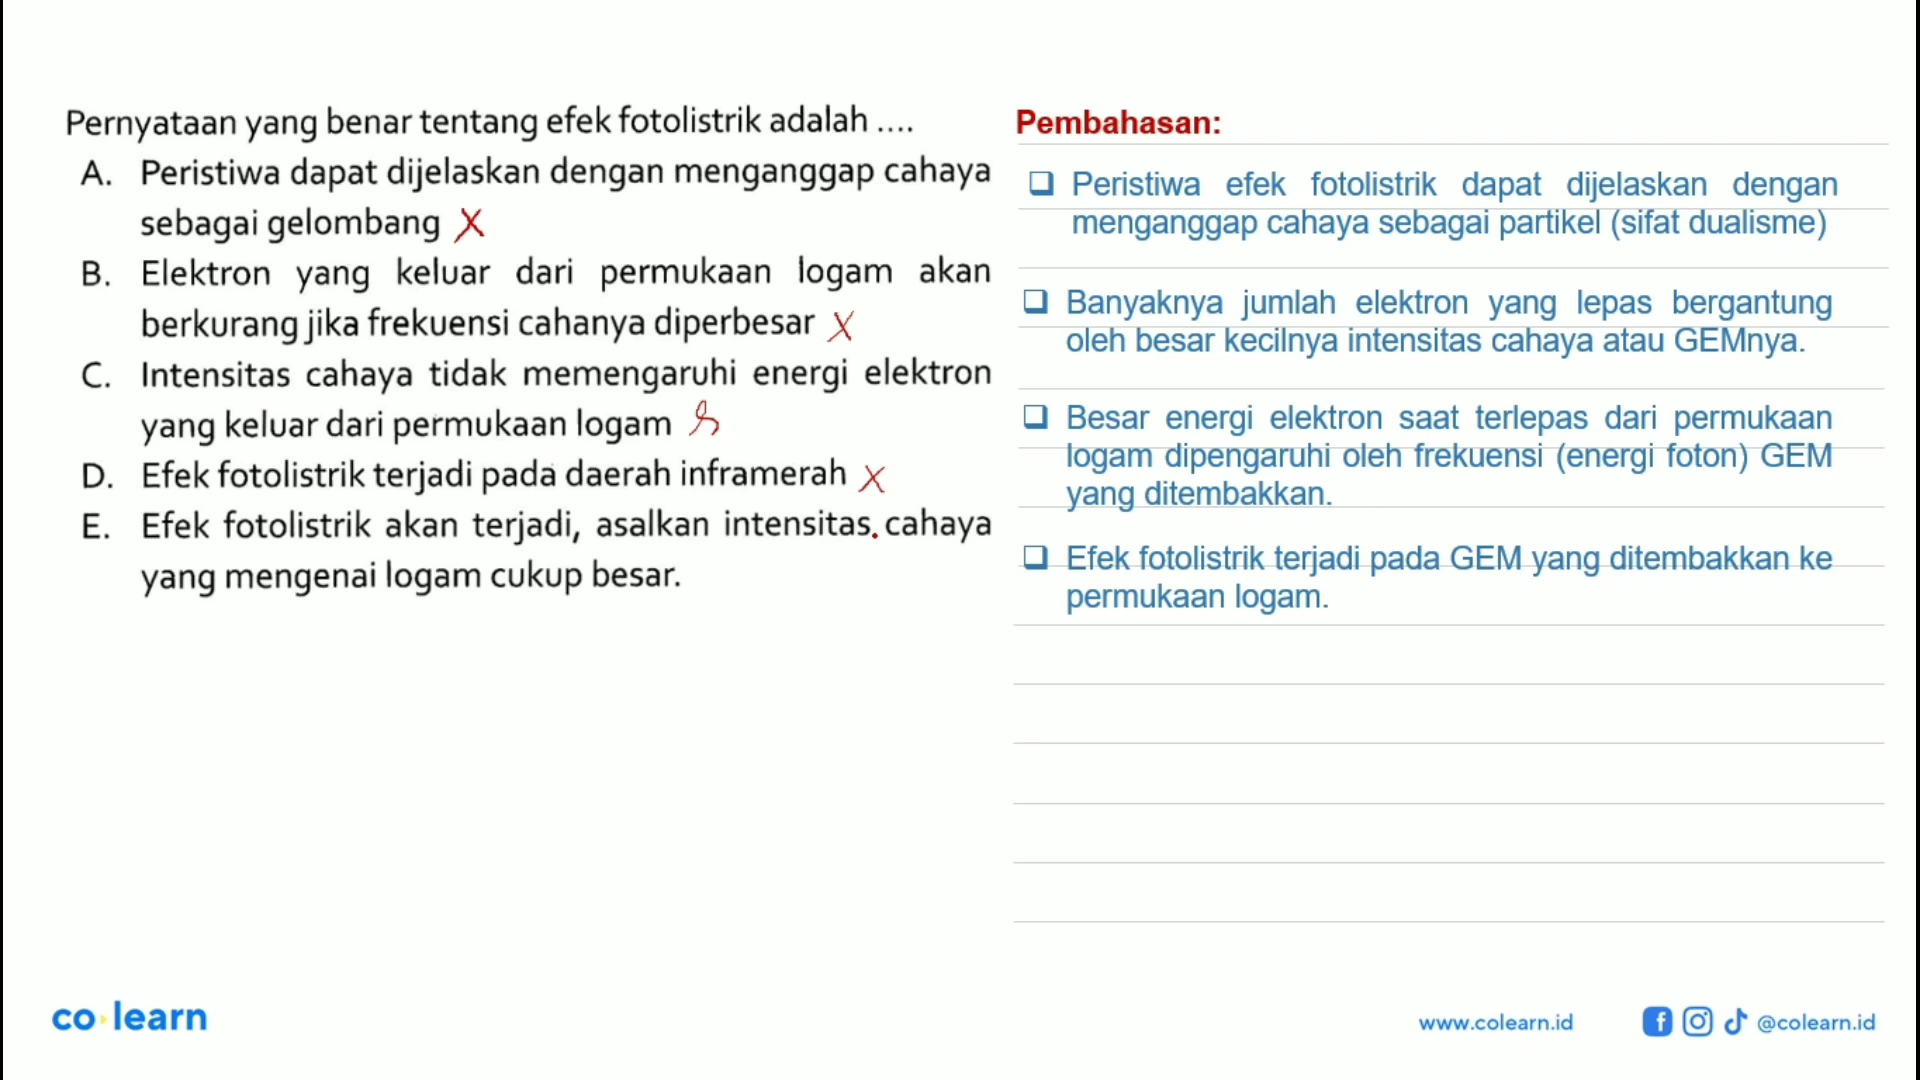 Pernyataan yang benar tentang efek fotolistrik adalah ....
A. Peristiwa dapat dijelaskan dengan menganggap cahaya
sebagai gelombang X
B. Elektron yang keluar dari permukaan logam akan
berkurang jika frekuensi cahanya diperbesar X
C. Intensitas cahaya tidak memengaruhi energi elektron
yang keluar dari permukaan logam
D. Efek fotolistrik terjadi pada daerah inframerah X
E. Efek fotolistrik akan terjadi, asalkan intensitas cahaya
yang mengenai logam cukup besar.
Pembahasan:
❑ Peristiwa efek fotolistrik dapat dijelaskan dengan
menganggap cahaya sebagai partikel (sifat dualisme)
❑ Banyaknya jumlah elektron yang lepas bergantung
oleh besar kecilnya intensitas cahaya atau GEMnya.
❑ Besar energi elektron saat terlepas dari permukaan
logam dipengaruhi oleh frekuensi (energi foton) GEM
yang ditembakkan.
❑ Efek fotolistrik terjadi pada GEM yang ditembakkan ke
permukaan logam.
co learn
www.colearn.id
@colearn.id